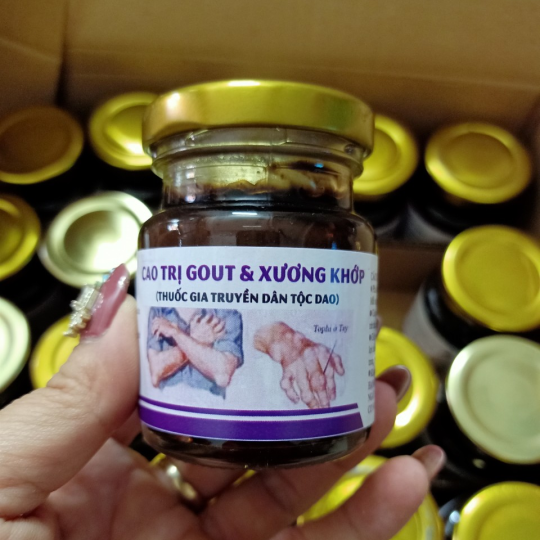 CAO TRỊ GOUT & XƯƠNG KHỚP
(THUỐC GIA TRUYỀN DÂN TỘC DAO)
Tophi ở Tay